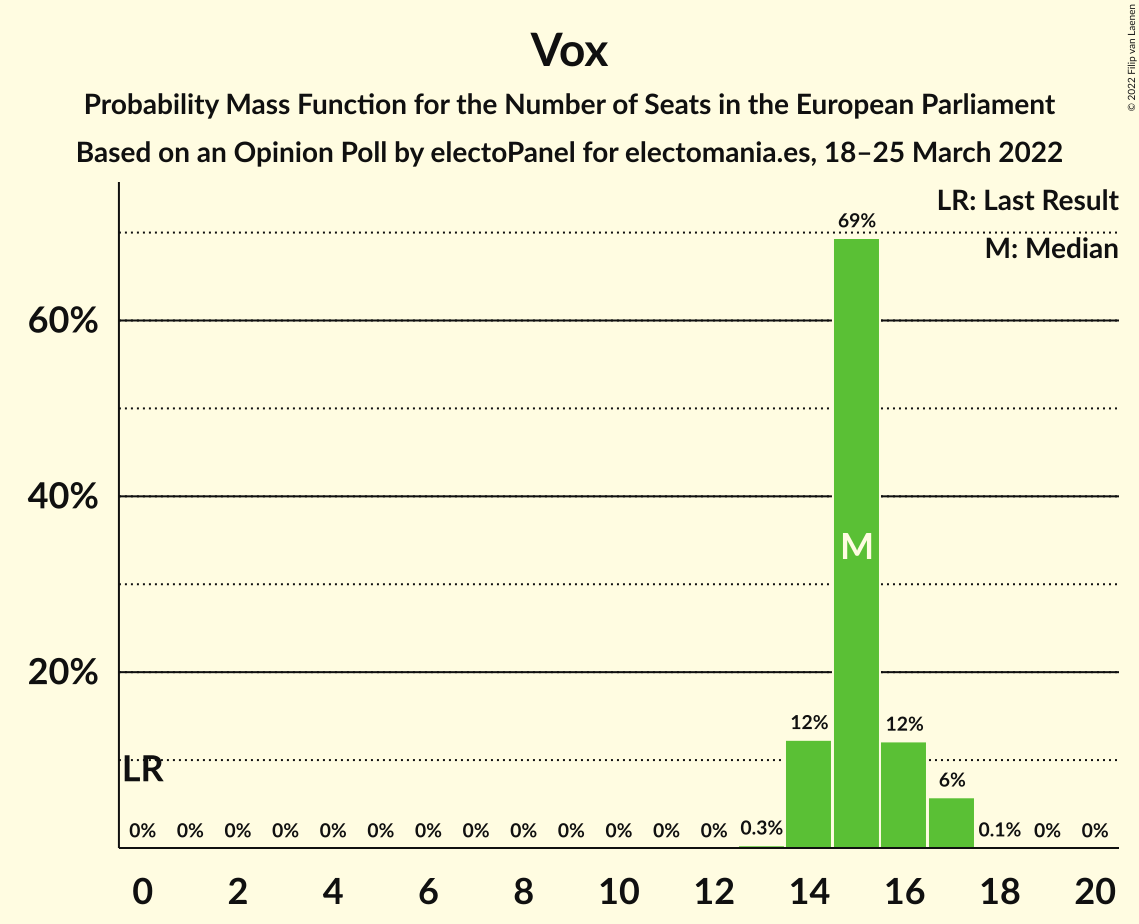 Vox
Probability Mass Function for the Number of Seats in the European Parliament
Based on an Opinion Poll by electoPanel for electomania.es, 18–25 March 2022
© 2022 Filip van Laenen
LR: Last Result
M: Median
69%
60%
40%
M
20%
12%
12%
LR
6%
0% 0% 0% 0% 0% 0% 0% 0% 0% 0% 0% 0% 0% 0.3% 0.1% 0% 0%
0 2 4 6 8 10 12 14 16 18 20